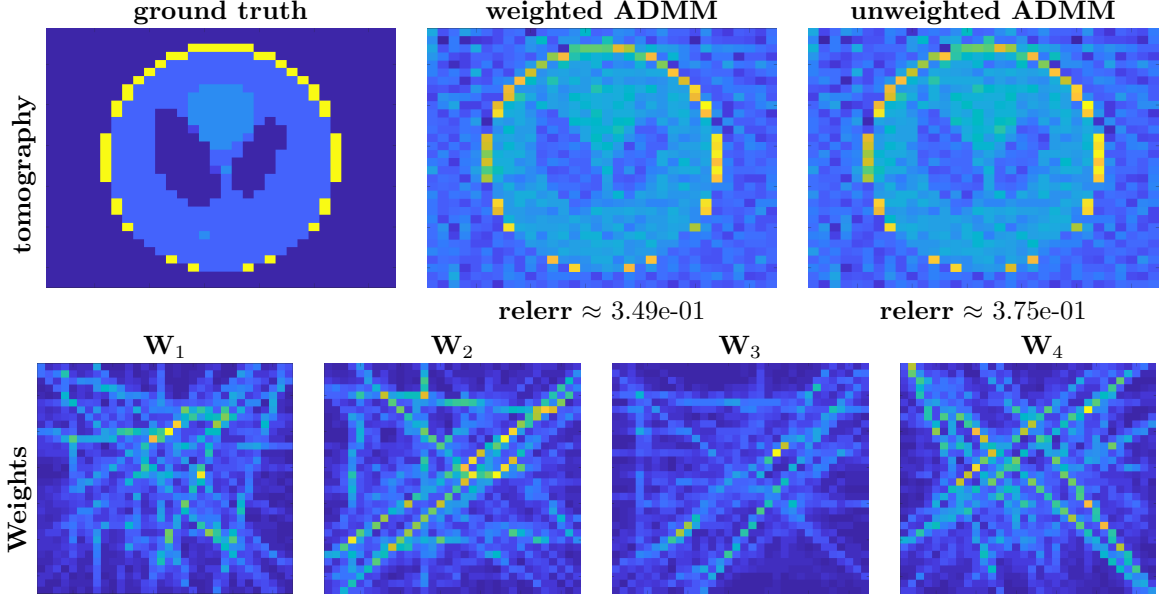 ground truth
weighted ADMM
unweighted ADMM
tomography
relerr ≈ 3.49e-01
relerr ≈ 3.75e-01
W₁
W₂
W₃
W₄
Weights